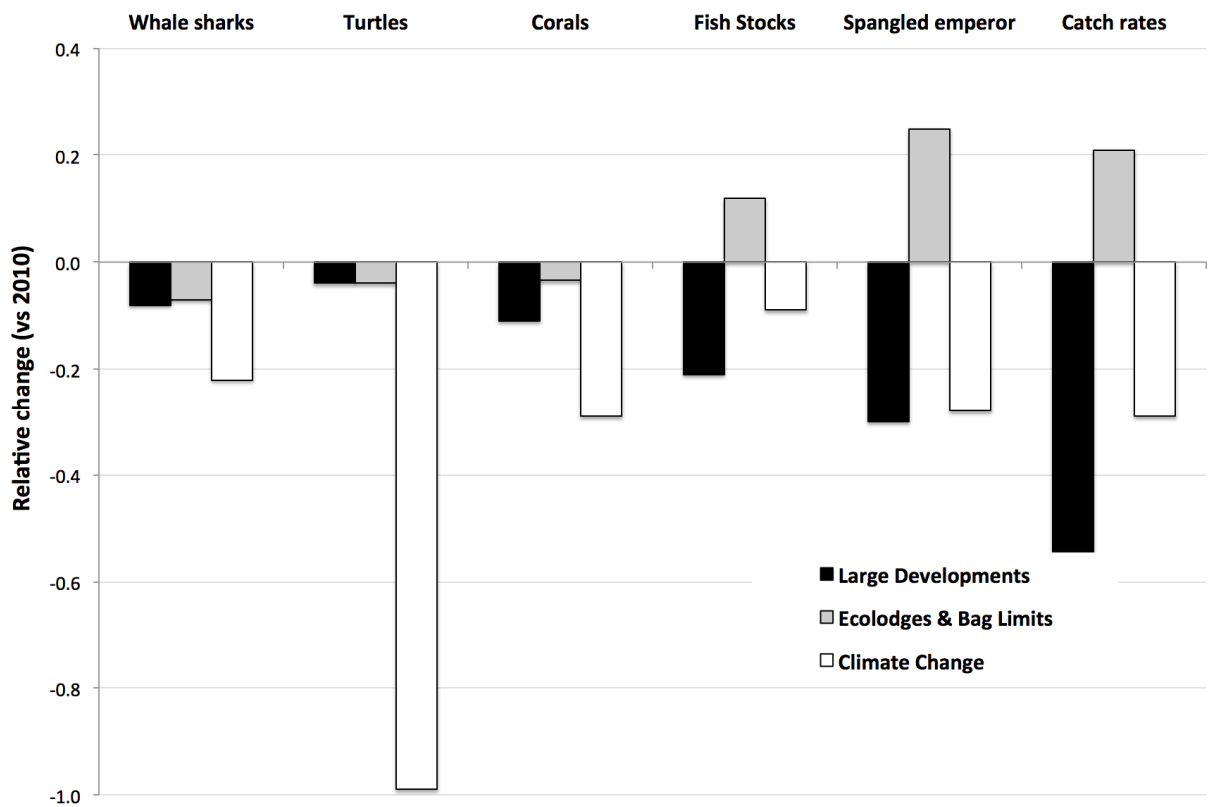 Whale sharks Turtles Corals Fish Stocks Spangled emperor Catch rates
0.4
0.2
0.0
-0.2
-0.4
-0.6
-0.8
-1.0
Relative change (vs 2010)
Large Developments
Ecolodges & Bag Limits
Climate Change